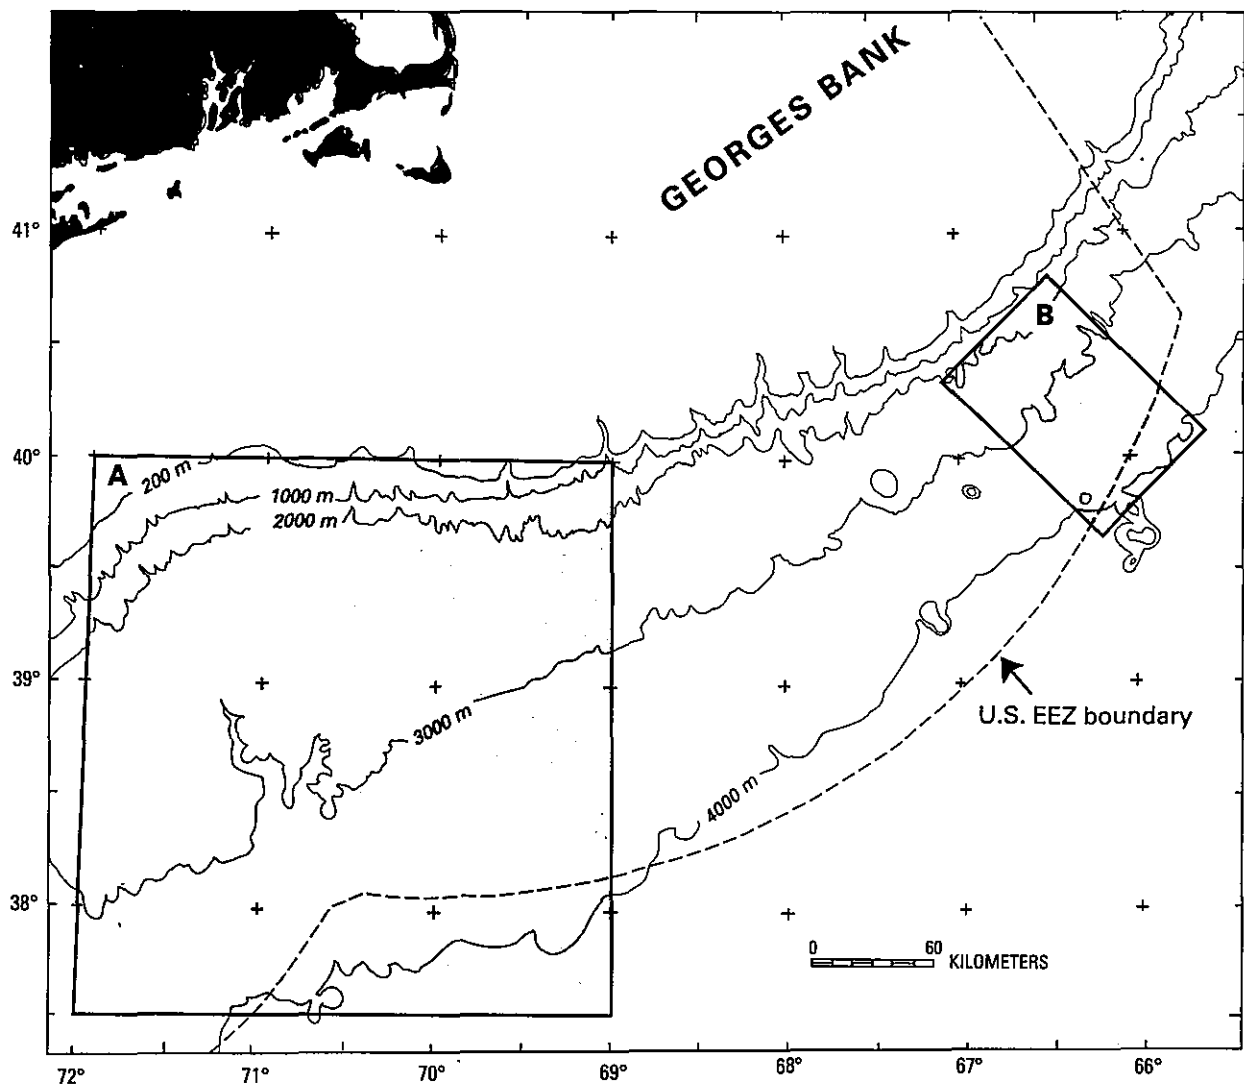 GEORGES BANK
B
41°
40°
A
200 m
1000 m
2000 m
39°
3000 m
U.S. EEZ boundary
4000 m
38°
0 60
KILOMETERS
72° 71° 70° 69° 68° 67° 66°